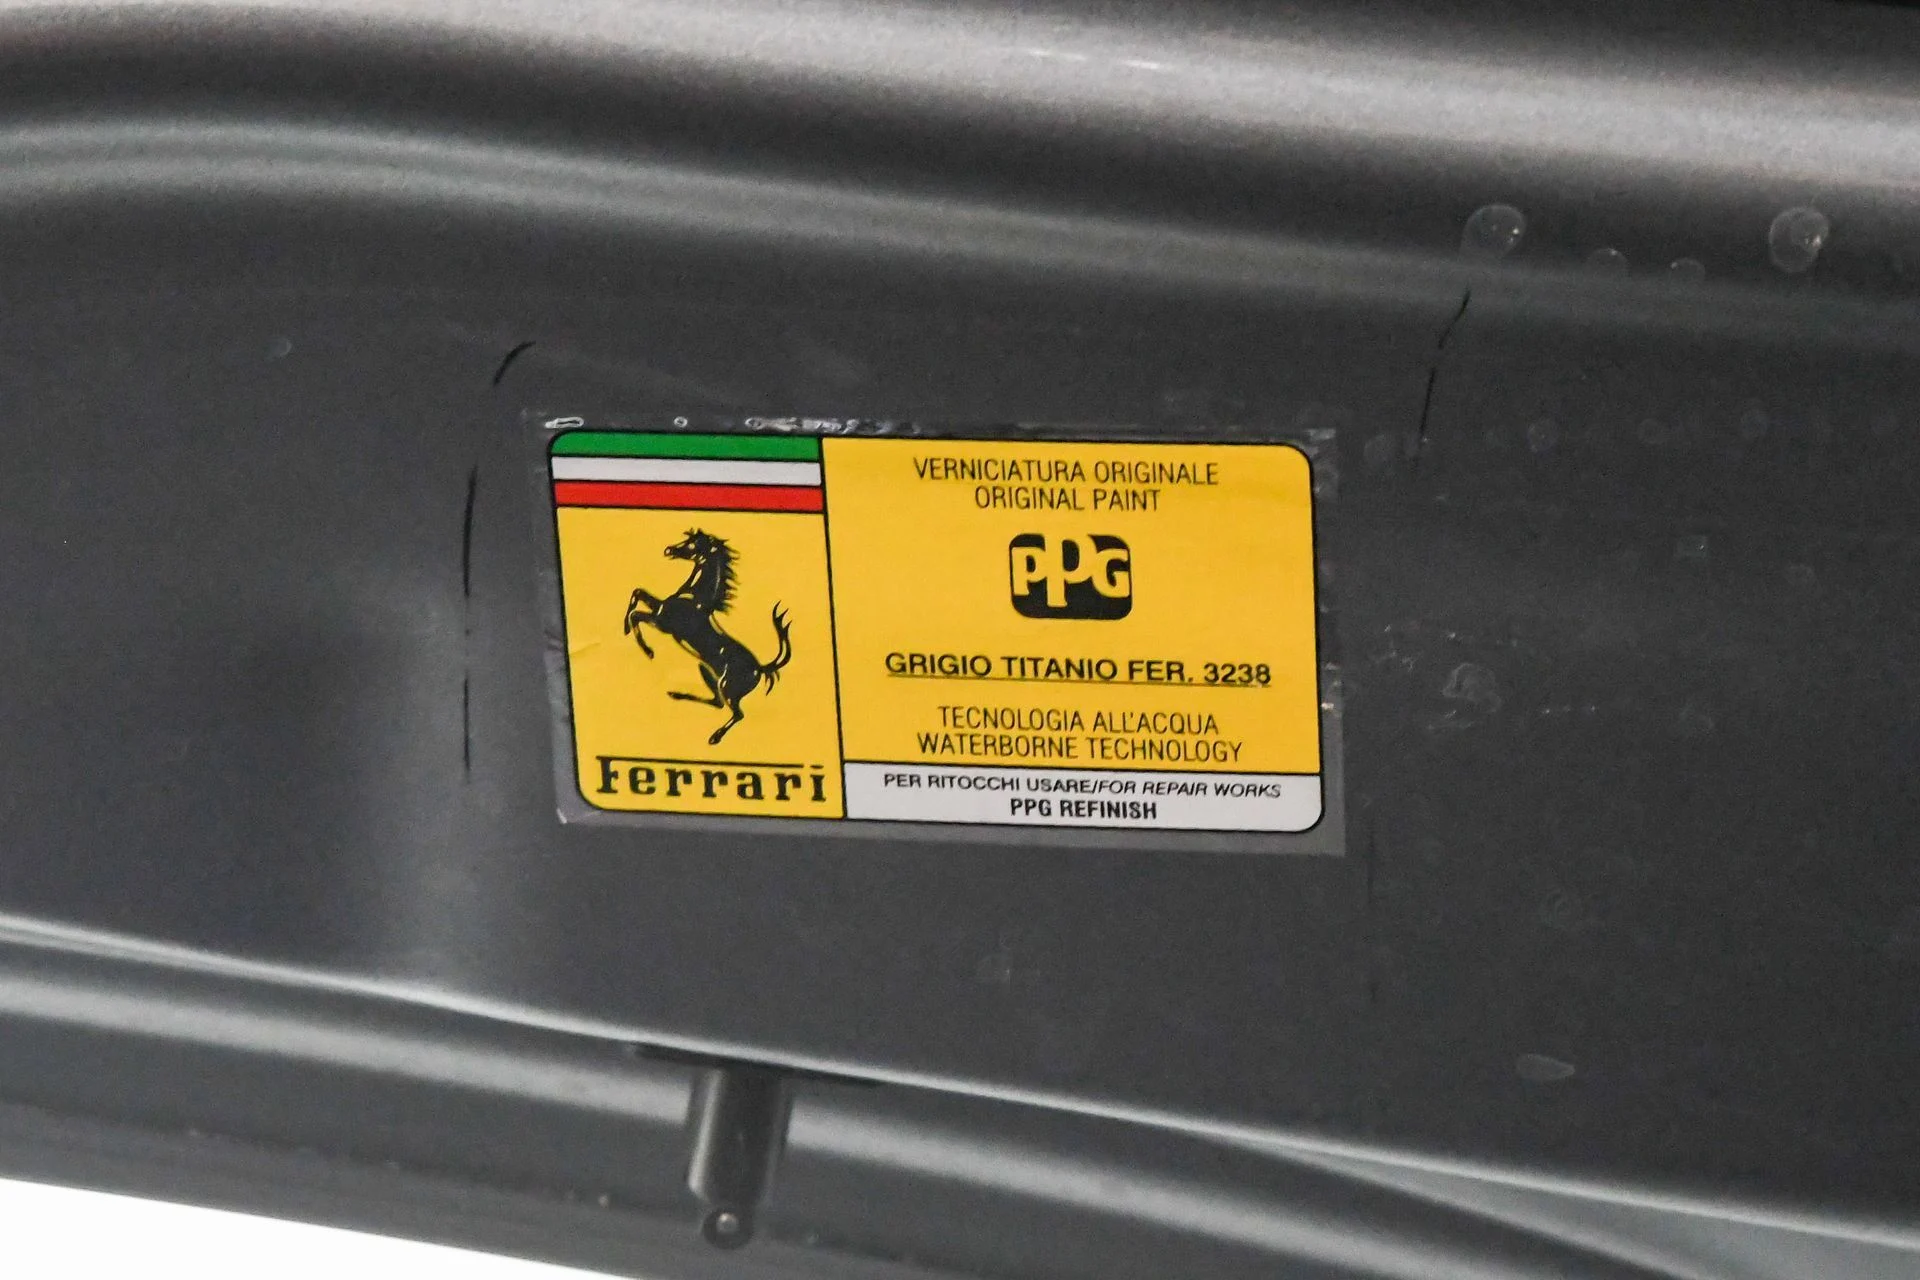 VERNICIATURA ORIGINALE
ORIGINAL PAINT
PPG
GRIGIO TITANIO FER. 3238
TECNOLOGIA ALL'ACQUA
WATERBORNE TECHNOLOGY
Ferrari
PER RITOCCHI USARE/FOR REPAIR WORKS
PPG REFINISH